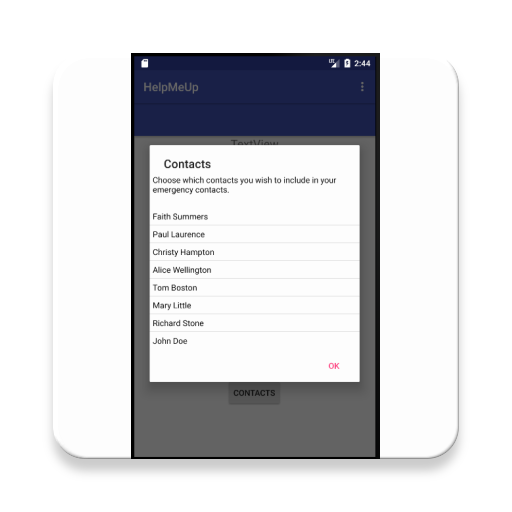 2:44
HelpMeUp
TextView
Contacts
Choose which contacts you wish to include in your
emergency contacts.
Faith Summers
Paul Laurence
Christy Hampton
Alice Wellington
Tom Boston
Mary Little
Richard Stone
John Doe
OK
CONTACTS